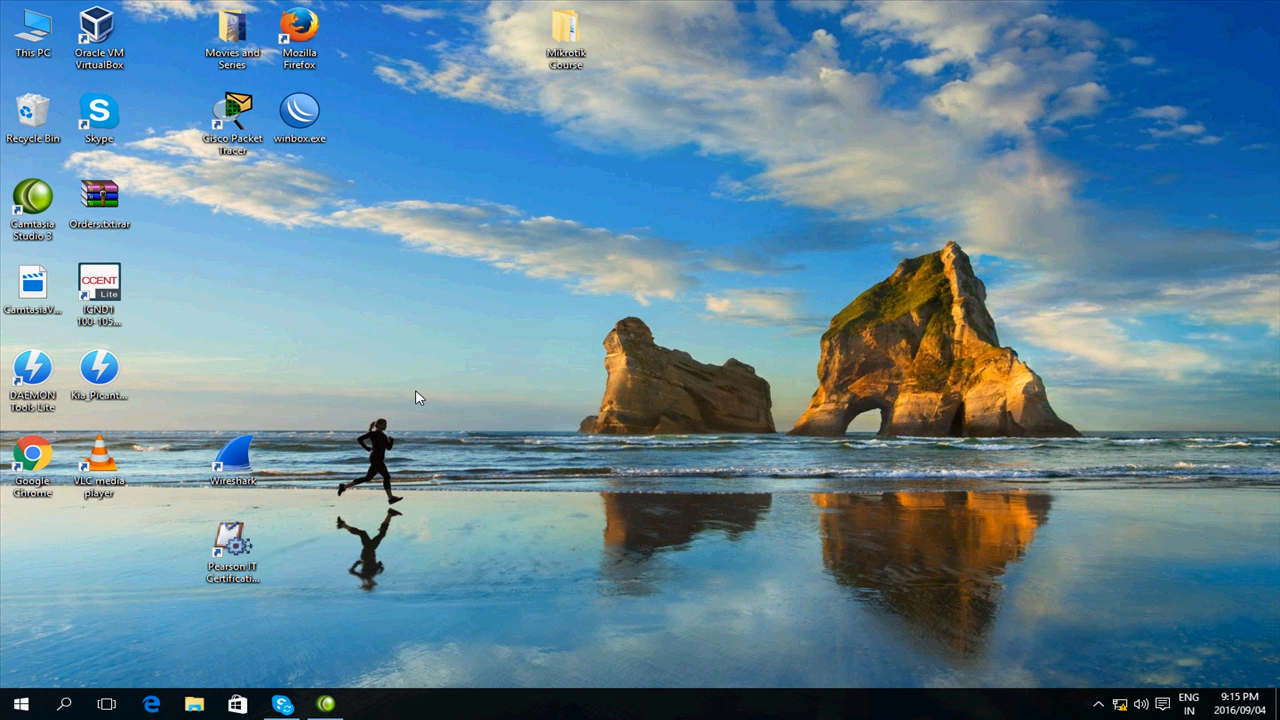 This PC
Oracle VM
VirtualBox
Movies and
Series
Mozilla
Firefox
Mikrotik
Course
Recycle Bin
S
Skype
Cisco Packet
Tracer
winbox.exe
Camtasia
Studio 3
Orders.txt.rar
CamtasiaV...
CCENT
Lite
ICND1
100-105...
DAEMON
Tools Lite
Kia_Picant...
Google
Chrome
VLC media
player
Wireshark
Pearson IT
Certificati...
ENG
IN
9:15 PM
2016/09/04